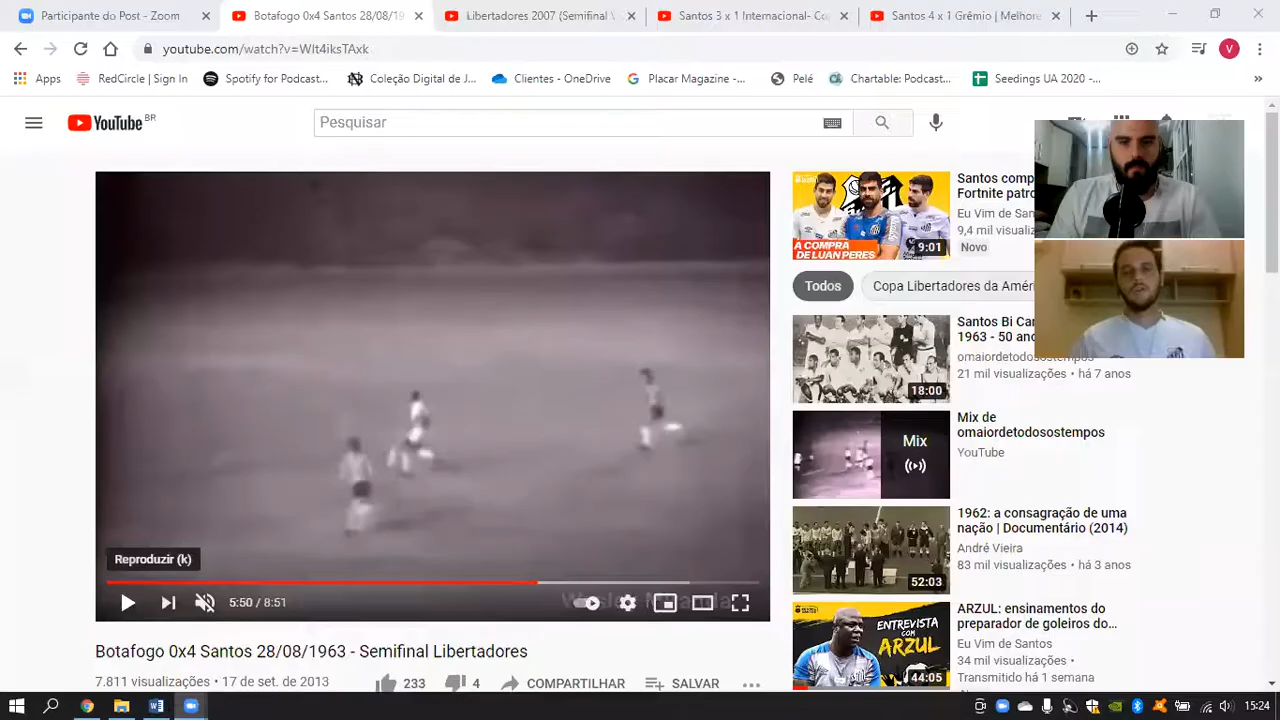 Participante do Post - Zoom
Botafogo 0x4 Santos 28/08/19
Libertadores 2007 (Semifinal)
Santos 3 x 1 Internacional- Co
Santos 4 x 1 Grêmio | Melhore
youtube.com/watch?v=WIt4iksTAxk
V
Apps
RedCircle | Sign In
Spotify for Podcast...
Coleção Digital de J...
Clientes - OneDrive
Placar Magazine -...
Pelé
Chartable: Podcast...
Seedings UA 2020 -...
YouTube BR
Pesquisar
A COMPRA
DE LUAN PERES
9:01
Santos comp
Fortnite patro
Eu Vim de San
9,4 mil visualizaçõe
Novo
Todos
Copa Libertadores da Améri
18:00
Santos Bi Ca
1963 - 50 ano
omaiordetodosostempos
21 mil visualizações • há 7 anos
Mix
Mix de
omaiordetodosostempos
YouTube
52:03
1962: a consagração de uma
nação | Documentário (2014)
André Vieira
83 mil visualizações • há 3 anos
ENTREVISTA
COM
ARZUL
44:05
ARZUL: ensinamentos do
preparador de goleiros do...
Eu Vim de Santos
34 mil visualizações •
Transmitido há 1 semana
Reproduzir (k)
5:50 / 8:51
Botafogo 0x4 Santos 28/08/1963 - Semifinal Libertadores
7.811 visualizações • 17 de set. de 2013
233
4
COMPARTILHAR
SALVAR
15:24